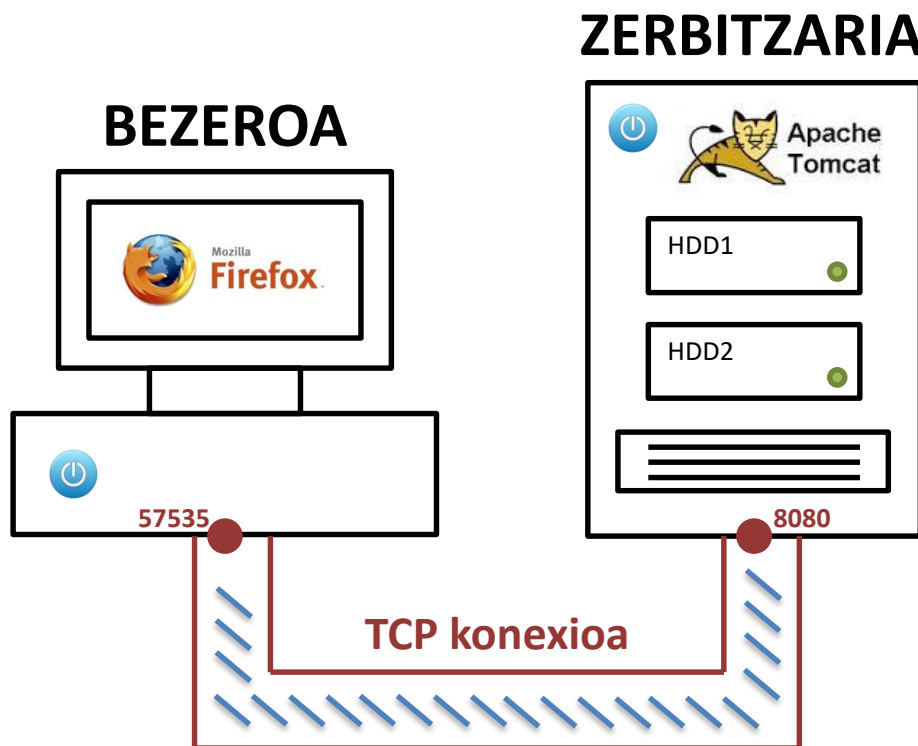 ZERBITZARIA
BEZEROA
Apache
Tomcat
Mozilla
Firefox
HDD1
HDD2
57535
8080
TCP konexioa